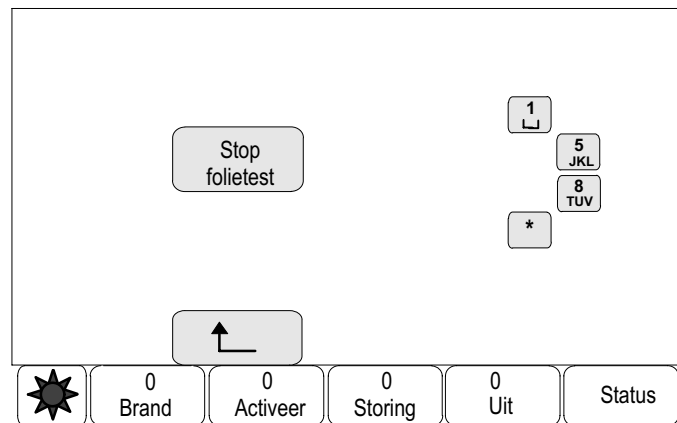 1
Stop
folietest
5
JKL
8
TUV
*
0
Brand
0
Activeer
0
Storing
0
Uit
Status